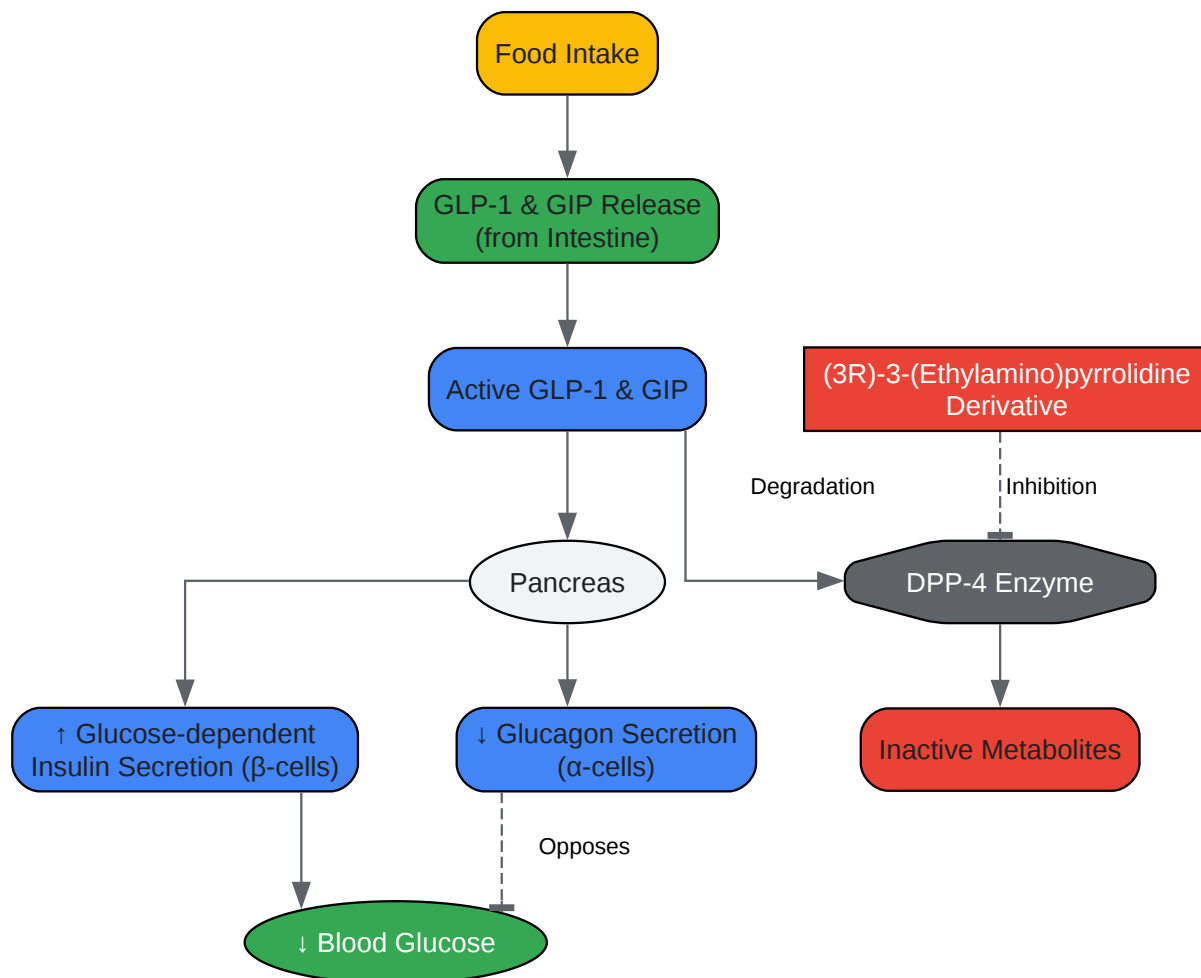 Food Intake
GLP-1 & GIP Release
(from Intestine)
Active GLP-1 & GIP
(3R)-3-(Ethylamino)pyrrolidine
Derivative
Degradation
Inhibition
Pancreas
DPP-4 Enzyme
↑ Glucose-dependent
Insulin Secretion (β-cells)
↓ Glucagon Secretion
(α-cells)
Inactive Metabolites
Opposes
↓ Blood Glucose